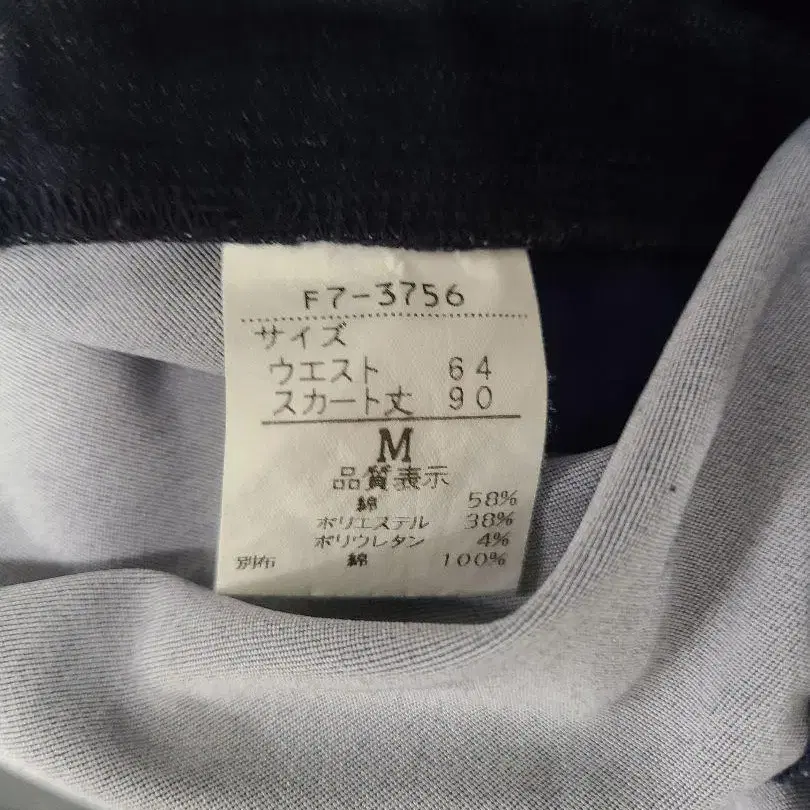 F7-3756
サイズ
ウエスト 64
スカート丈 90
M
品質表示
綿 58%
ポリエステル 38%
ポリウレタン 4%
別布 綿 100%